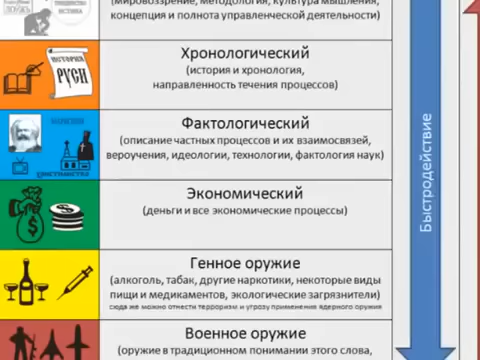 (мировоззрение, методология, культура мышления,
концепция и полнота управленческой деятельности)
ИСТОРИЯ
РУСИ
Хронологический
(история и хронология,
направленность течения процессов)
Фактологический
(описание частных процессов и их взаимосвязей,
вероучения, идеологии, технологии, фактология наук)
МАРКСИЗМ
ХРИСТИАНСТВО
Экономический
(деньги и все экономические процессы)
Генное оружие
(алкоголь, табак, другие наркотики, некоторые виды
пищи и медикаментов, экологические загрязнители)
сюда же можно отнести терроризм и угрозу применения ядерного оружия
Военное оружие
(оружие в традиционном понимании этого слова,
Быстродействие